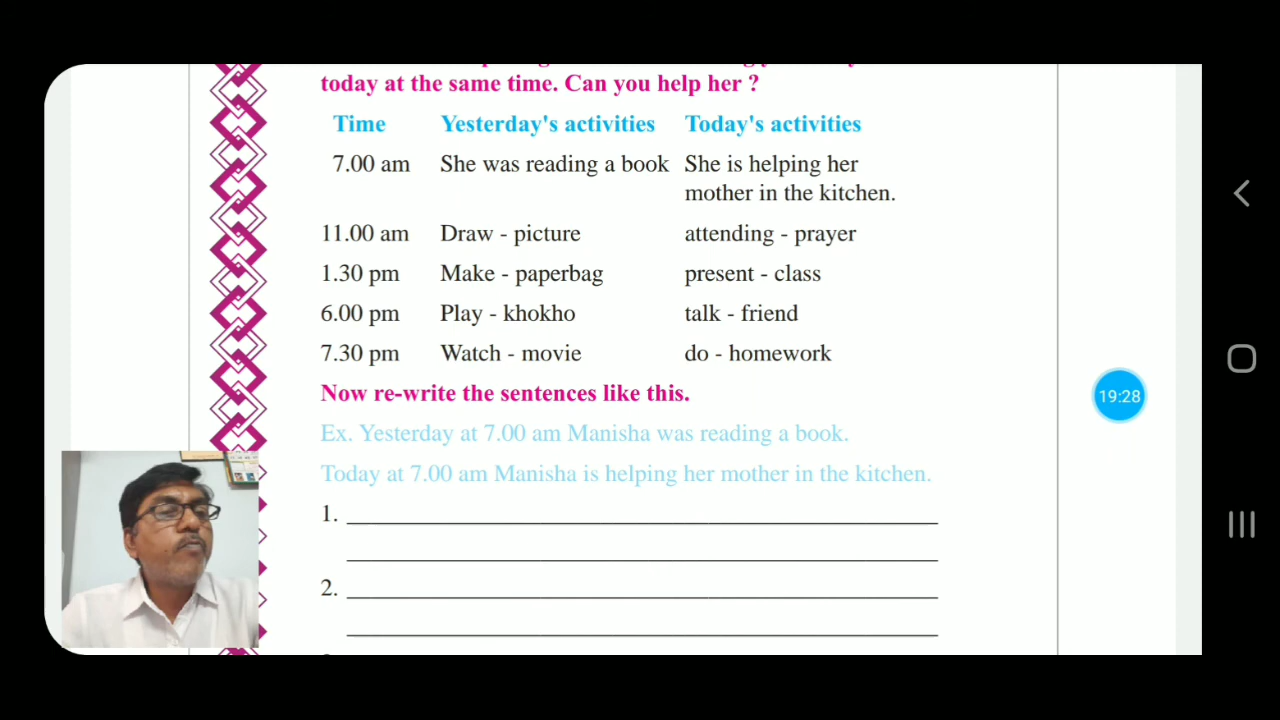 today at the same time. Can you help her ?
Time Yesterday's activities Today's activities
7.00 am She was reading a book She is helping her
mother in the kitchen.
11.00 am Draw - picture attending - prayer
1.30 pm Make - paperbag present - class
6.00 pm Play - khokho talk - friend
7.30 pm Watch - movie do - homework
Now re-write the sentences like this.
Ex. Yesterday at 7.00 am Manisha was reading a book.
Today at 7.00 am Manisha is helping her mother in the kitchen.
1.
2.
19:28